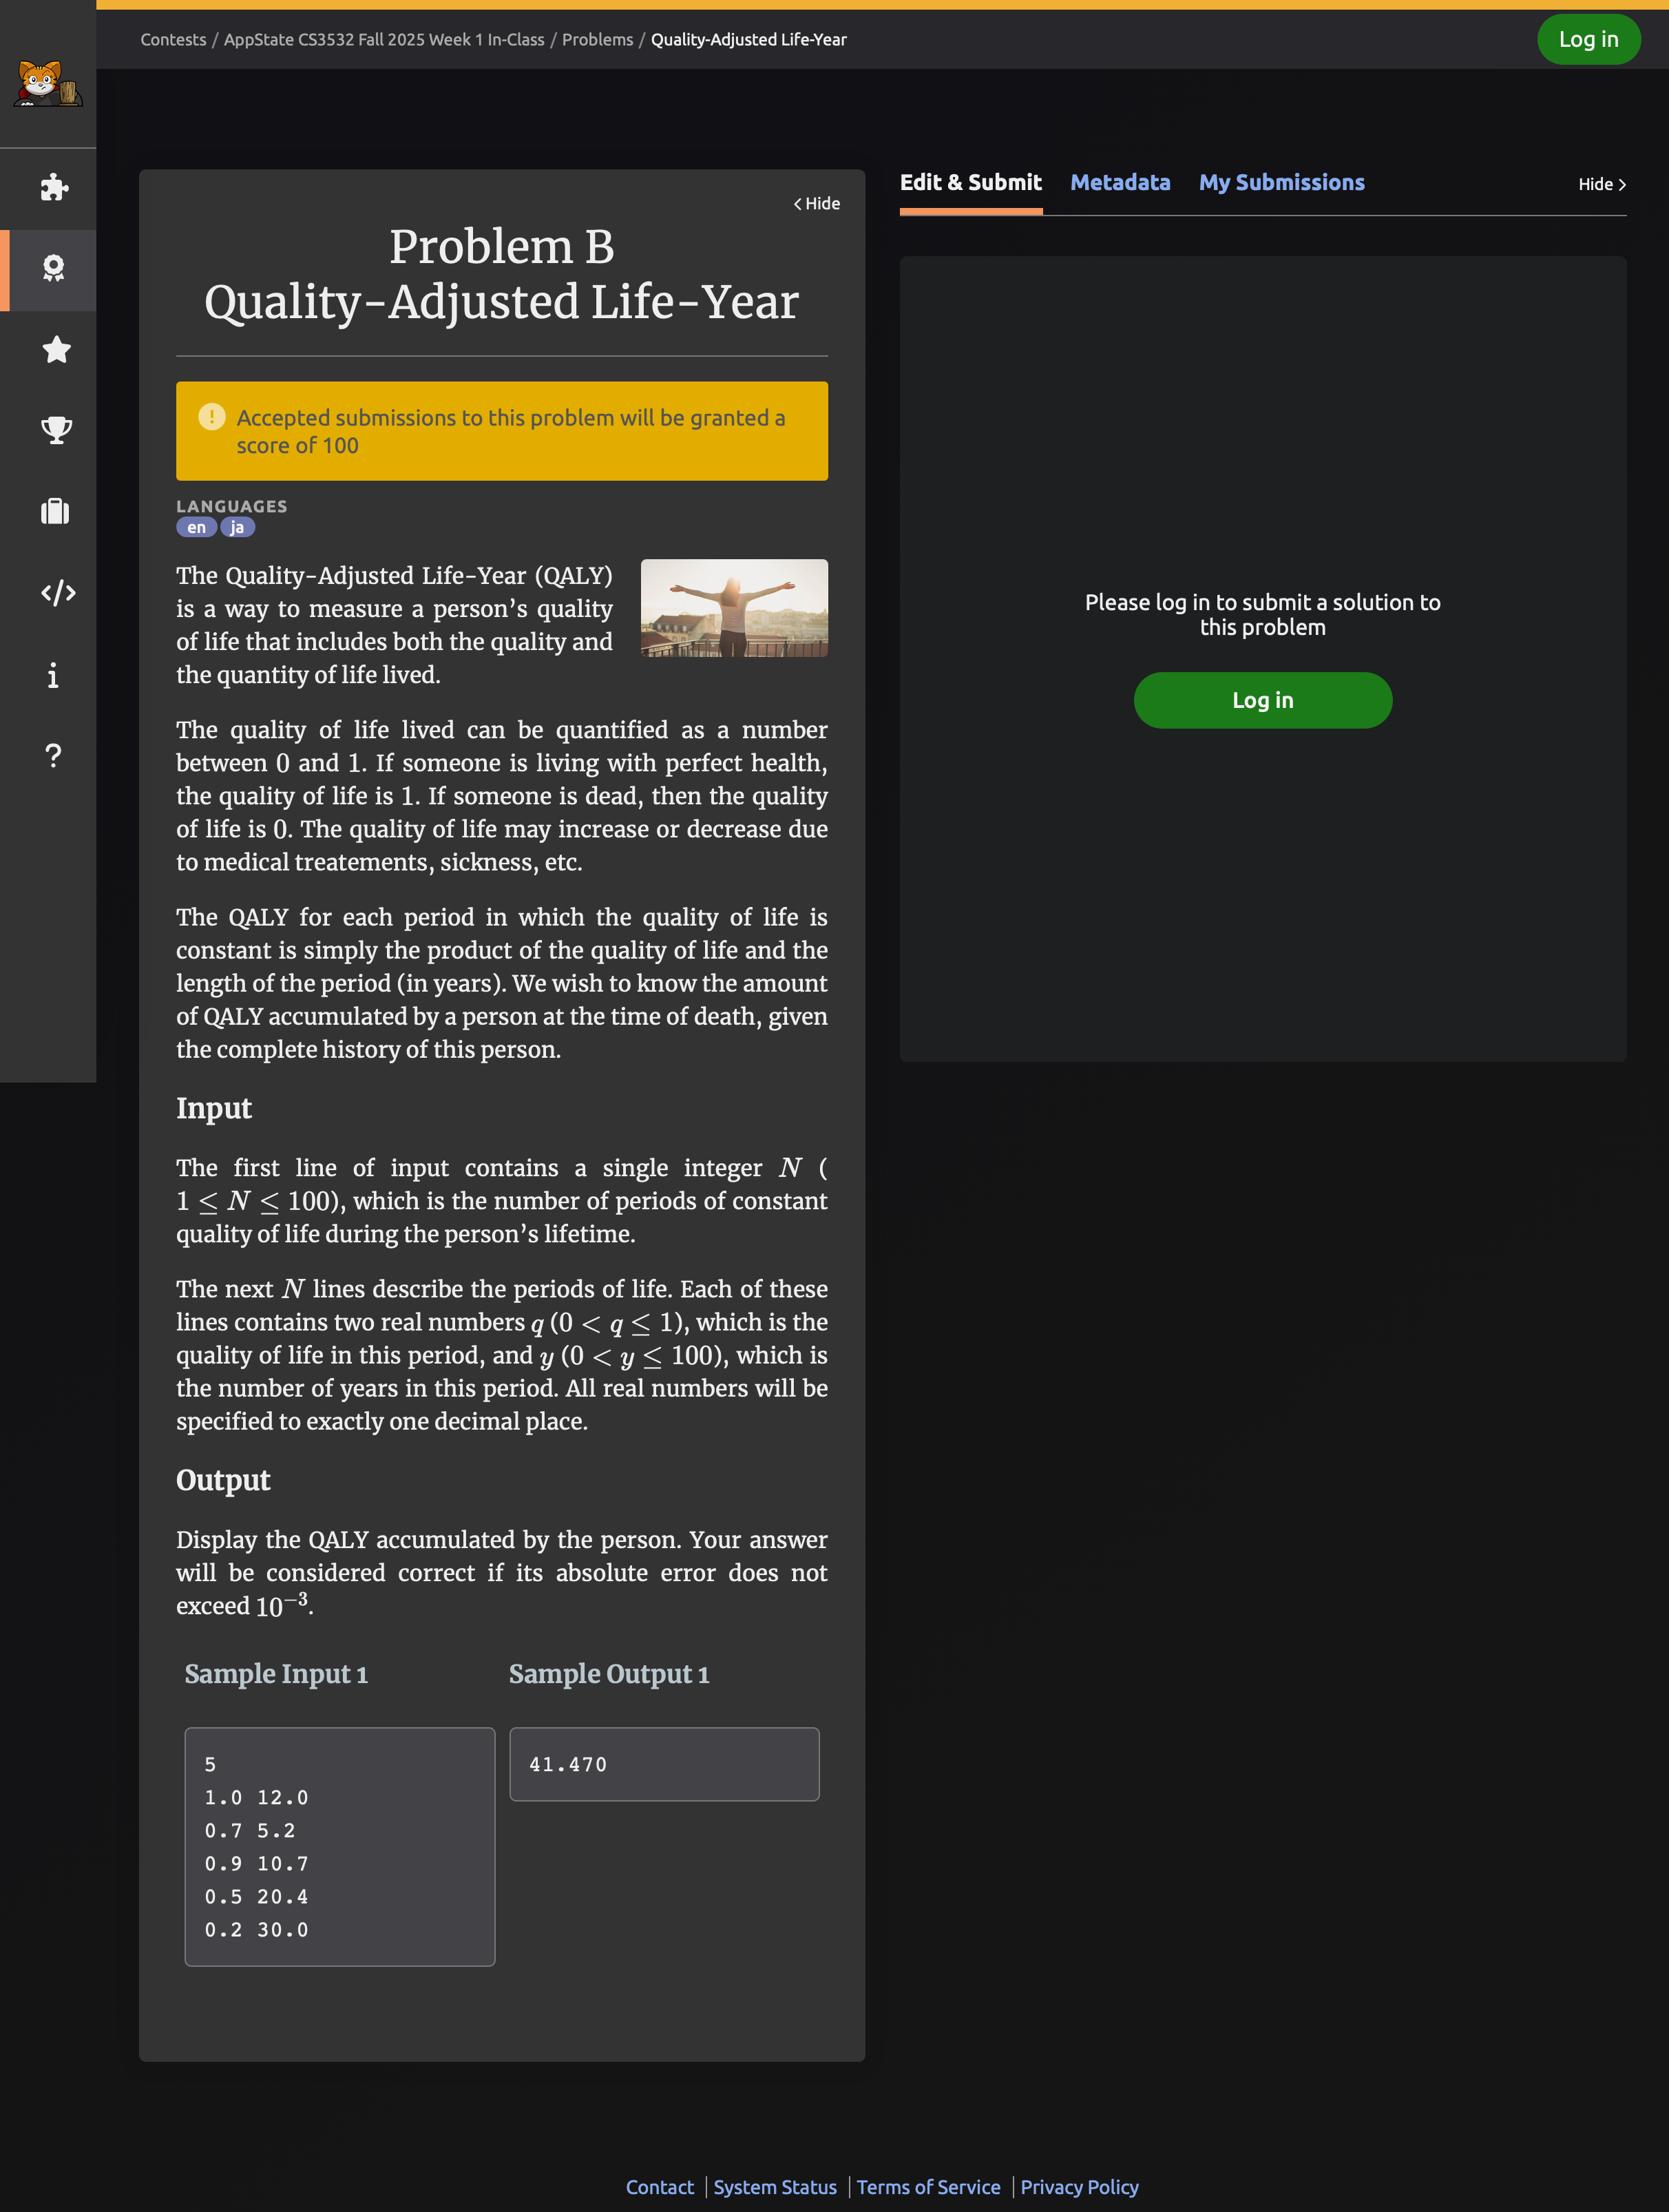 Contests / AppState CS3532 Fall 2025 Week 1 In-Class / Problems / Quality-Adjusted Life-Year
Log in
< Hide
Problem B
Quality-Adjusted Life-Year
Accepted submissions to this problem will be granted a
score of 100
LANGUAGES
en ja
The Quality-Adjusted Life-Year (QALY)
is a way to measure a person’s quality
of life that includes both the quality and
the quantity of life lived.
The quality of life lived can be quantified as a number
between 0 and 1. If someone is living with perfect health,
the quality of life is 1. If someone is dead, then the quality
of life is 0. The quality of life may increase or decrease due
to medical treatements, sickness, etc.
The QALY for each period in which the quality of life is
constant is simply the product of the quality of life and the
length of the period (in years). We wish to know the amount
of QALY accumulated by a person at the time of death, given
the complete history of this person.
Input
The first line of input contains a single integer N (
1 ≤ N ≤ 100), which is the number of periods of constant
quality of life during the person’s lifetime.
The next N lines describe the periods of life. Each of these
lines contains two real numbers q (0 < q ≤ 1), which is the
quality of life in this period, and y (0 < y ≤ 100), which is
the number of years in this period. All real numbers will be
specified to exactly one decimal place.
Output
Display the QALY accumulated by the person. Your answer
will be considered correct if its absolute error does not
exceed 10⁻³.
Sample Input 1
5
1.0 12.0
0.7 5.2
0.9 10.7
0.5 20.4
0.2 30.0
Sample Output 1
41.470
Edit & Submit Metadata My Submissions Hide >
Please log in to submit a solution to
this problem
Log in
Contact | System Status | Terms of Service | Privacy Policy